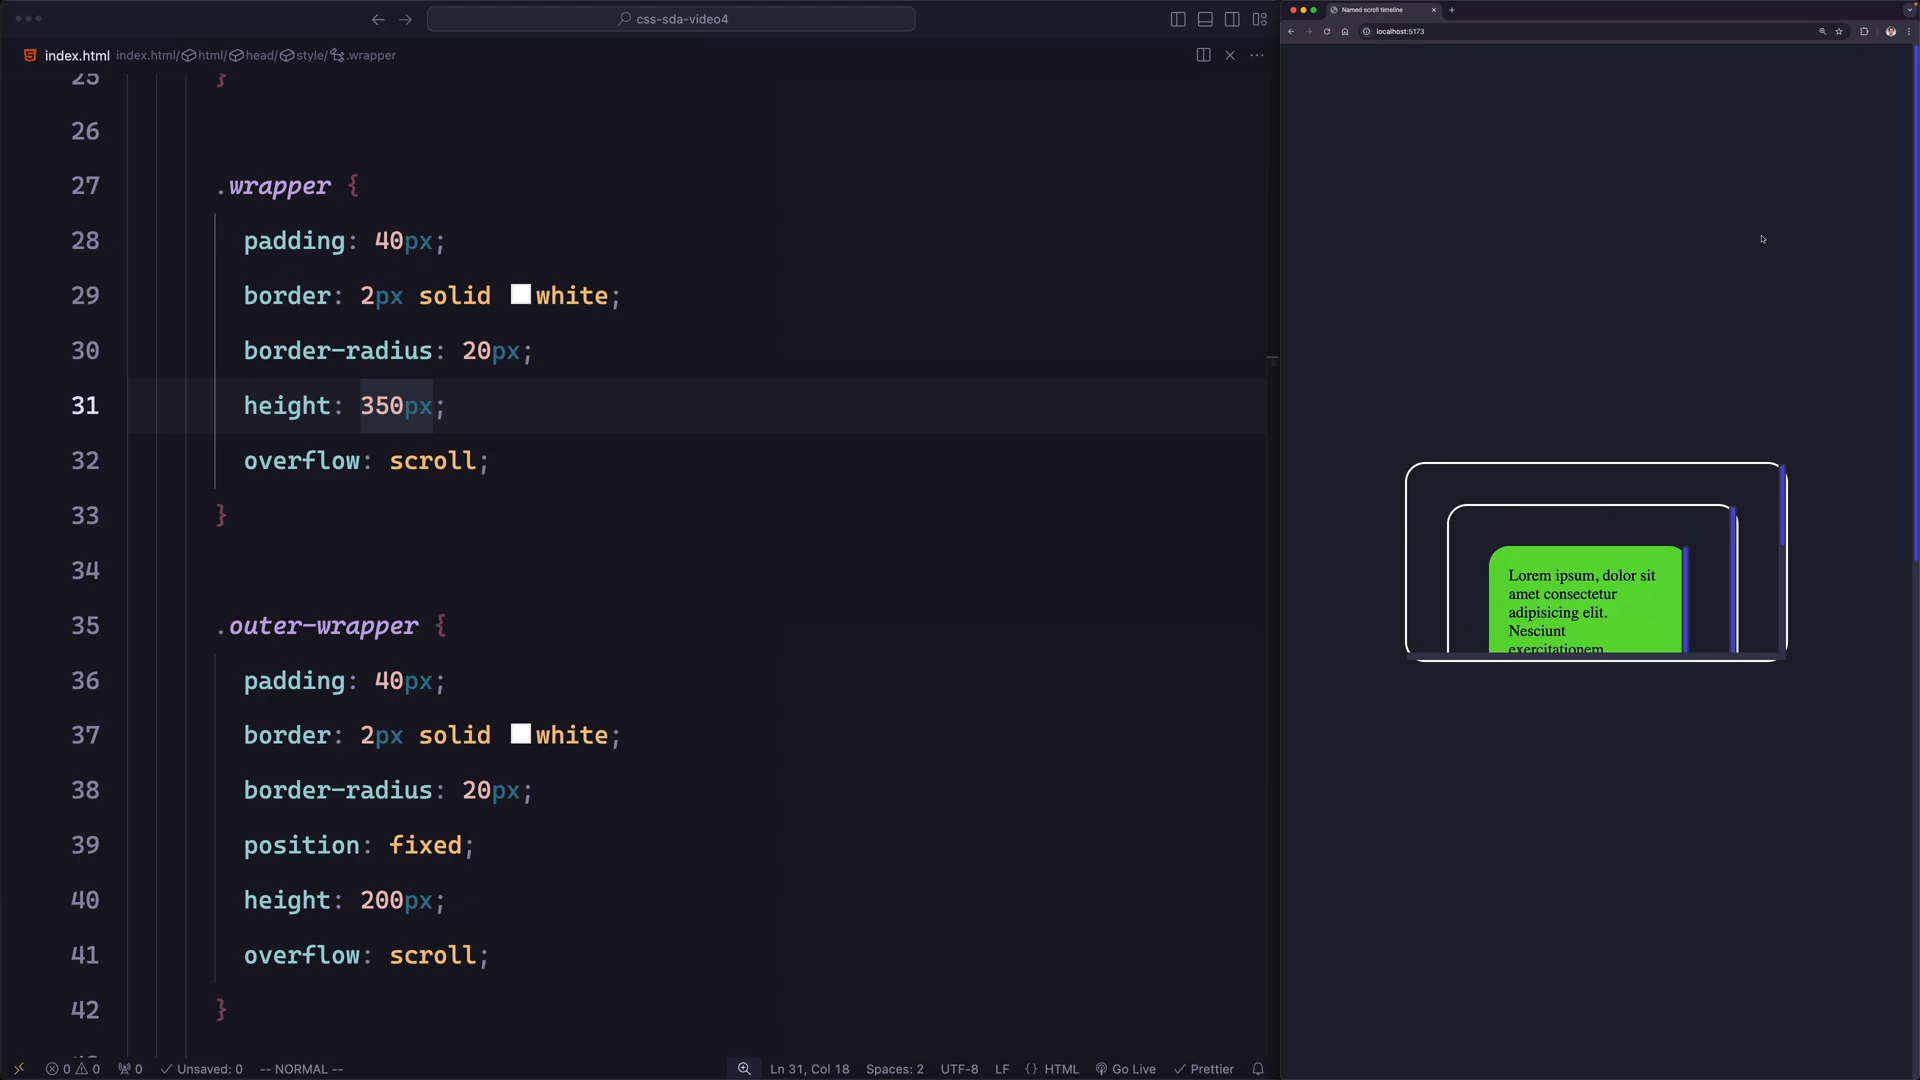 css-sda-video4
index.html index.html/html/head/style/.wrapper
25 }
26
27 .wrapper {
28 padding: 40px;
29 border: 2px solid white;
30 border-radius: 20px;
31 height: 350px;
32 overflow: scroll;
33 }
34
35 .outer-wrapper {
36 padding: 40px;
37 border: 2px solid white;
38 border-radius: 20px;
39 position: fixed;
40 height: 200px;
41 overflow: scroll;
42 }
0 0 0 Unsaved: 0 -- NORMAL -- Ln 31, Col 18 Spaces: 2 UTF-8 LF {} HTML Go Live Prettier
Named scroll timeline
localhost:5173
Lorem ipsum, dolor sit
amet consectetur
adipisicing elit.
Nesciunt
exercitationem